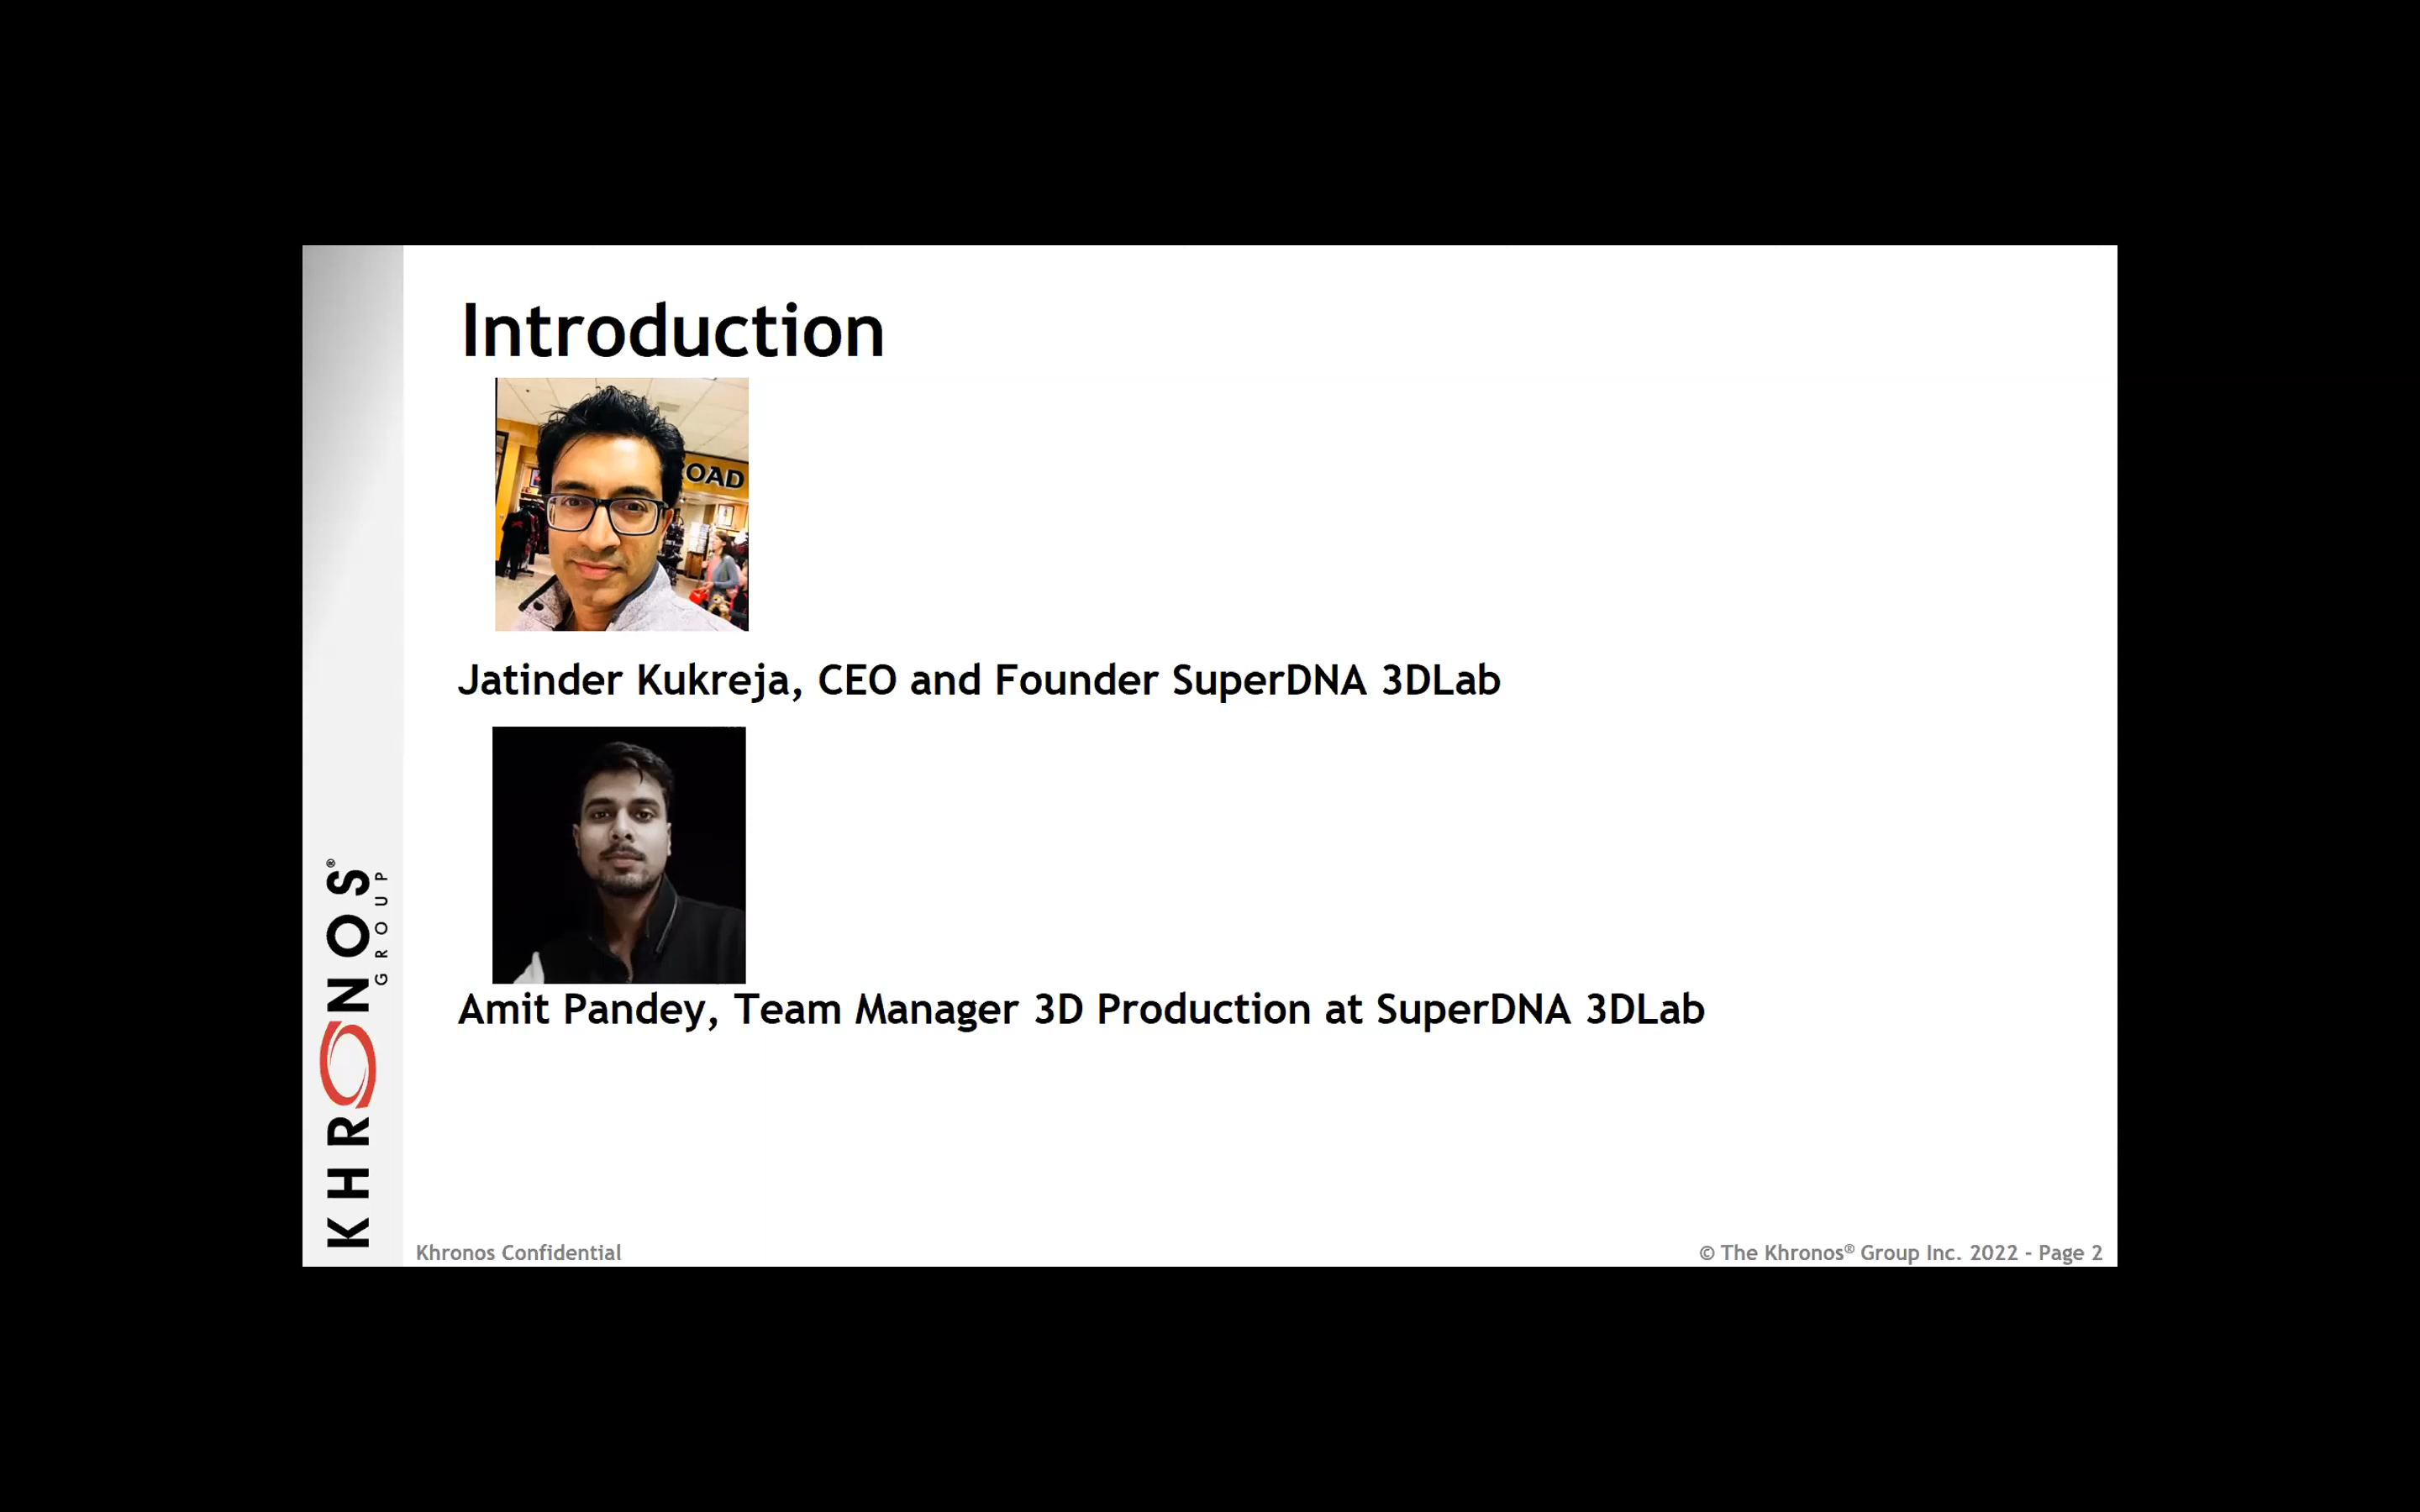 Introduction
OAD
Jatinder Kukreja, CEO and Founder SuperDNA 3DLab
Amit Pandey, Team Manager 3D Production at SuperDNA 3DLab
KHRONOS®
GROUP
Khronos Confidential
© The Khronos® Group Inc. 2022 - Page 2